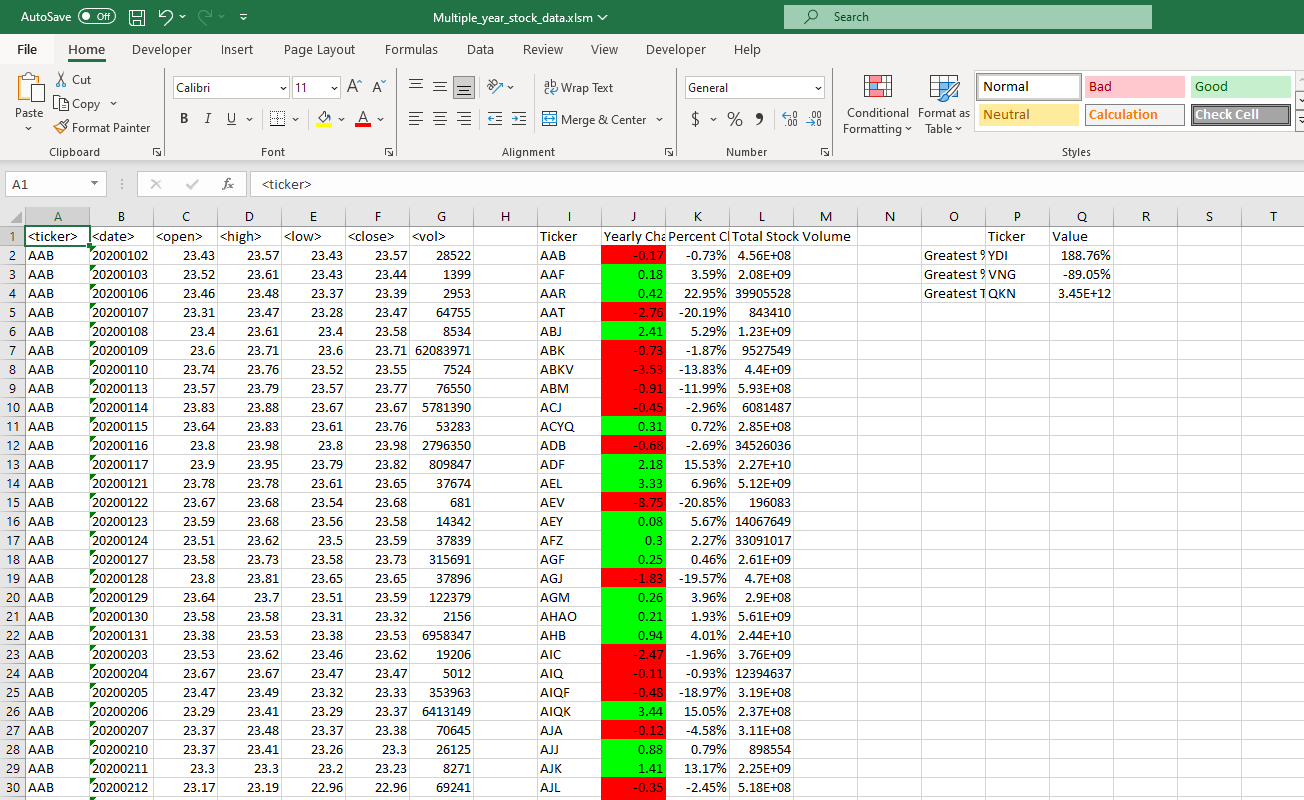 AutoSave Off Multiple_year_stock_data.xlsm Search
File Home Developer Insert Page Layout Formulas Data Review View Developer Help
Paste Cut Copy Format Painter
Calibri 11 A A
B I U A
ab Wrap Text
Merge & Center
General
$ % 9
Conditional Formatting
Format as Table
Normal Bad Good
Neutral Calculation Check Cell
Clipboard Font Alignment Number Styles
A1 fx <ticker>
A B C D E F G H I J K L M N O P Q R S T
1 <ticker> <date> <open> <high> <low> <close> <vol> Ticker Yearly Cha Percent Cl Total Stock Volume Ticker Value
2 AAB 20200102 23.43 23.57 23.43 23.57 28522 AAB -0.17 -0.73% 4.56E+08 Greatest % YDI 188.76%
3 AAB 20200103 23.52 23.61 23.43 23.44 1399 AAF 0.18 3.59% 2.08E+09 Greatest % VNG -89.05%
4 AAB 20200106 23.46 23.48 23.37 23.39 2953 AAR 0.42 22.95% 39905528 Greatest T QKN 3.45E+12
5 AAB 20200107 23.31 23.47 23.28 23.47 64755 AAT -2.76 -20.19% 843410
6 AAB 20200108 23.4 23.61 23.4 23.58 8534 ABJ 2.41 5.29% 1.23E+09
7 AAB 20200109 23.6 23.71 23.6 23.71 62083971 ABK -0.73 -1.87% 9527549
8 AAB 20200110 23.74 23.76 23.52 23.55 7524 ABKV -3.53 -13.83% 4.4E+09
9 AAB 20200113 23.57 23.79 23.57 23.77 76550 ABM -0.91 -11.99% 5.93E+08
10 AAB 20200114 23.83 23.88 23.67 23.67 5781390 ACJ -0.45 -2.96% 6081487
11 AAB 20200115 23.64 23.83 23.61 23.76 53283 ACYQ 0.31 0.72% 2.85E+08
12 AAB 20200116 23.8 23.98 23.8 23.98 2796350 ADB -0.68 -2.69% 34526036
13 AAB 20200117 23.9 23.95 23.79 23.82 809847 ADF 2.18 15.53% 2.27E+10
14 AAB 20200121 23.78 23.78 23.61 23.65 37674 AEL 3.33 6.96% 5.12E+09
15 AAB 20200122 23.67 23.68 23.54 23.68 681 AEV -8.75 -20.85% 196083
16 AAB 20200123 23.59 23.68 23.56 23.58 14342 AEY 0.08 5.67% 14067649
17 AAB 20200124 23.51 23.62 23.5 23.59 37839 AFZ 0.3 2.27% 33091017
18 AAB 20200127 23.58 23.73 23.58 23.73 315691 AGF 0.25 0.46% 2.61E+09
19 AAB 20200128 23.8 23.81 23.65 23.65 37896 AGJ -1.83 -19.57% 4.7E+08
20 AAB 20200129 23.64 23.7 23.51 23.59 122379 AGM 0.26 3.96% 2.9E+08
21 AAB 20200130 23.58 23.58 23.31 23.32 2156 AHAO 0.21 1.93% 5.61E+09
22 AAB 20200131 23.38 23.53 23.38 23.53 6958347 AHB 0.94 4.01% 2.44E+10
23 AAB 20200203 23.53 23.62 23.46 23.62 19206 AIC -2.47 -1.96% 3.76E+09
24 AAB 20200204 23.67 23.67 23.47 23.47 5012 AIQ -0.11 -0.93% 12394637
25 AAB 20200205 23.47 23.49 23.32 23.33 353963 AIQF -0.48 -18.97% 3.19E+08
26 AAB 20200206 23.29 23.41 23.29 23.37 6413149 AIQK 3.44 15.05% 2.37E+08
27 AAB 20200207 23.37 23.48 23.37 23.38 70645 AJA -0.12 -4.58% 3.11E+08
28 AAB 20200210 23.37 23.41 23.26 23.3 26125 AJJ 0.88 0.79% 898554
29 AAB 20200211 23.3 23.3 23.2 23.23 8271 AJK 1.41 13.17% 2.25E+09
30 AAB 20200212 23.17 23.19 22.96 22.96 69241 AJL -0.35 -2.45% 5.18E+08